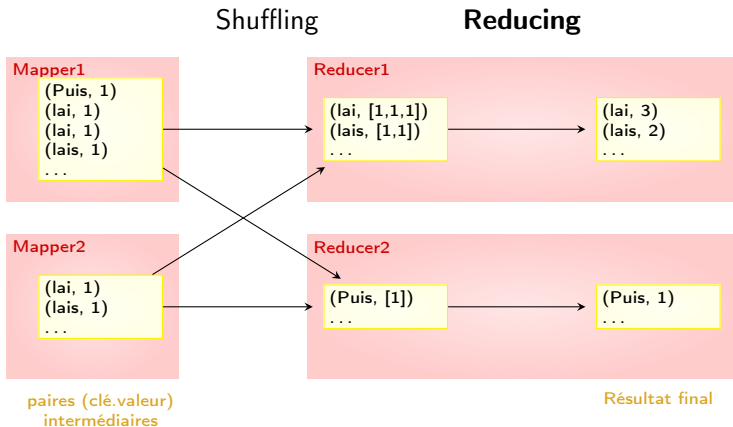 Shuffling
Reducing
Mapper1
(Puis, 1)
(lai, 1)
(lai, 1)
(lais, 1)
...
Reducer1
(lai, [1,1,1])
(lais, [1,1])
...
(lai, 3)
(lais, 2)
...
Mapper2
(lai, 1)
(lais, 1)
...
Reducer2
(Puis, [1])
...
(Puis, 1)
...
paires (clé.valeur)
intermédiaires
Résultat final